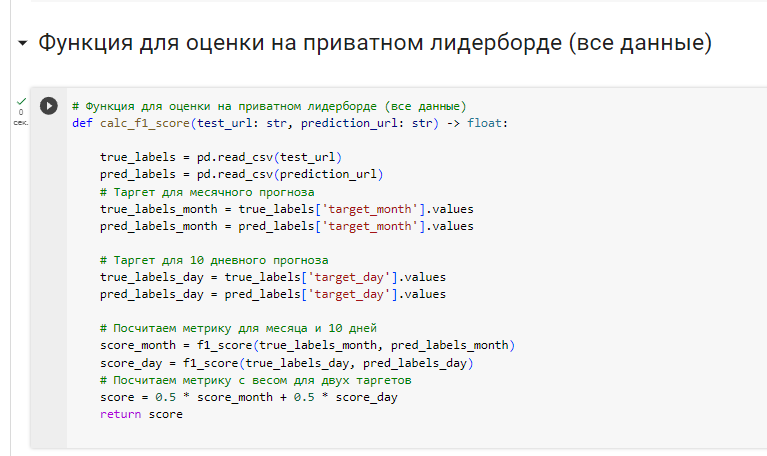 Функция для оценки на приватном лидерборде (все данные)
0
сек.
# Функция для оценки на приватном лидерборде (все данные)
def calc_f1_score(test_url: str, prediction_url: str) -> float:
true_labels = pd.read_csv(test_url)
pred_labels = pd.read_csv(prediction_url)
# Таргет для месячного прогноза
true_labels_month = true_labels['target_month'].values
pred_labels_month = pred_labels['target_month'].values
# Таргет для 10 дневного прогноза
true_labels_day = true_labels['target_day'].values
pred_labels_day = pred_labels['target_day'].values
# Посчитаем метрику для месяца и 10 дней
score_month = f1_score(true_labels_month, pred_labels_month)
score_day = f1_score(true_labels_day, pred_labels_day)
# Посчитаем метрику с весом для двух таргетов
score = 0.5 * score_month + 0.5 * score_day
return score